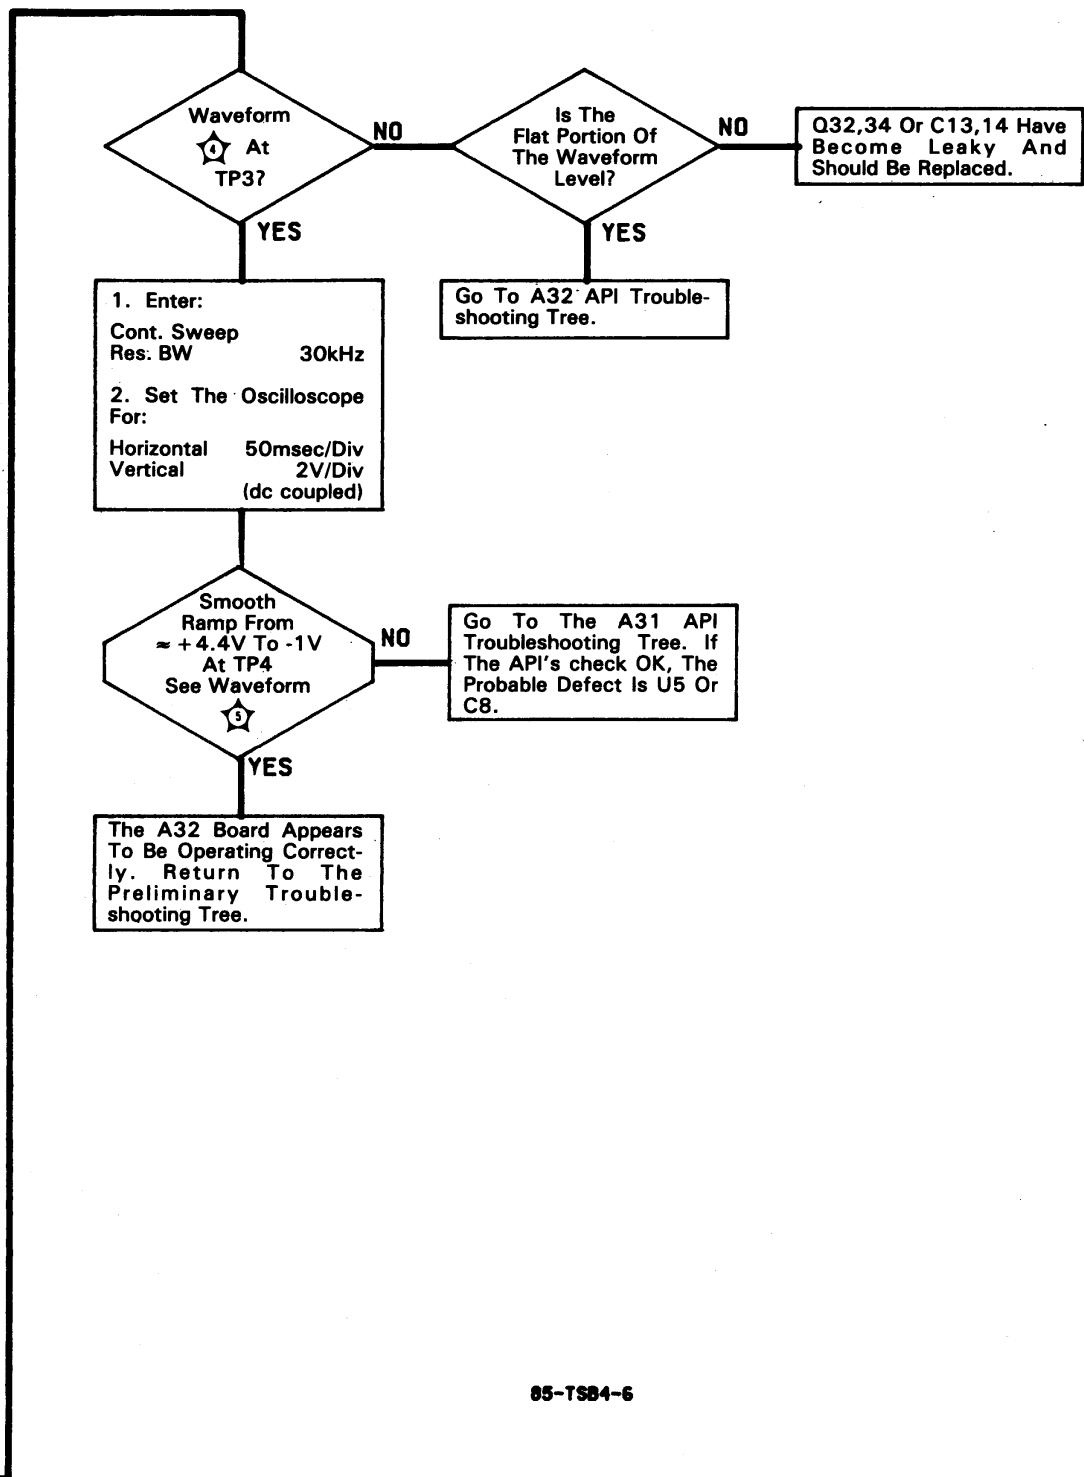 Waveform
4 At
TP3?
NO
Is The
Flat Portion Of
The Waveform
Level?
NO
Q32,34 Or C13,14 Have
Become Leaky And
Should Be Replaced.
YES
YES
1. Enter:
Cont. Sweep
Res. BW 30kHz
2. Set The Oscilloscope
For:
Horizontal 50msec/Div
Vertical 2V/Div
(dc coupled)
Go To A32 API Trouble-
shooting Tree.
Smooth
Ramp From
≈ +4.4V To -1V
At TP4
See Waveform
5
NO
Go To The A31 API
Troubleshooting Tree. If
The API's check OK, The
Probable Defect Is U5 Or
C8.
YES
The A32 Board Appears
To Be Operating Correct-
ly. Return To The
Preliminary Trouble-
shooting Tree.
85-TSB4-6